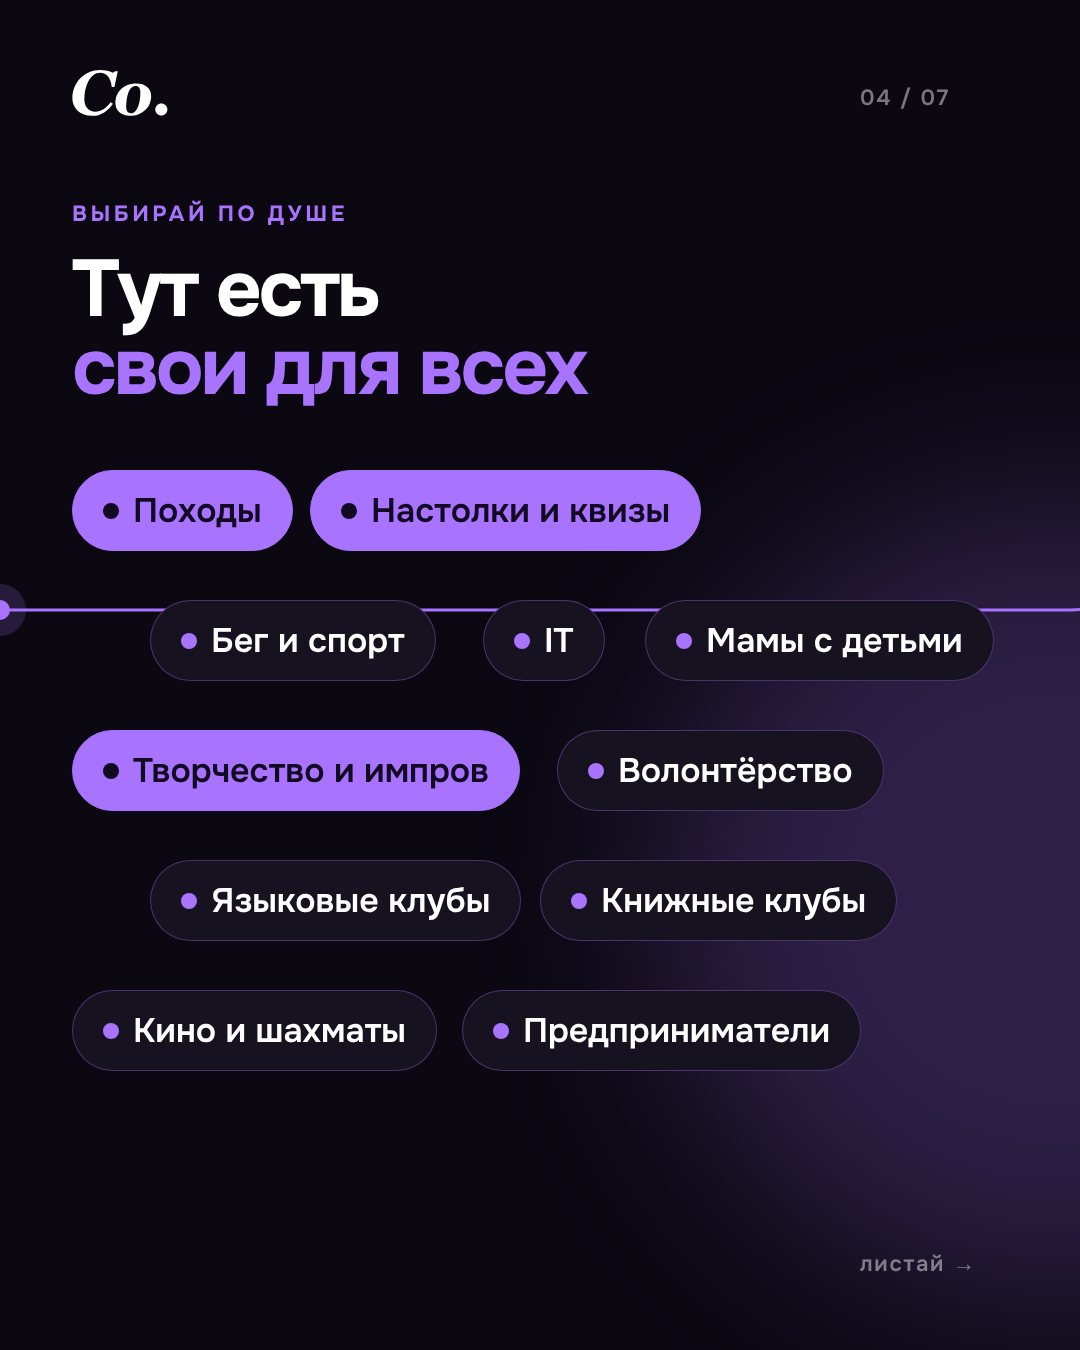 Co.
04 / 07
ВЫБИРАЙ ПО ДУШЕ
Тут есть
свои для всех
Походы
Настолки и квизы
Бег и спорт
IT
Мамы с детьми
Творчество и импров
Волонтёрство
Языковые клубы
Книжные клубы
Кино и шахматы
Предприниматели
листай →